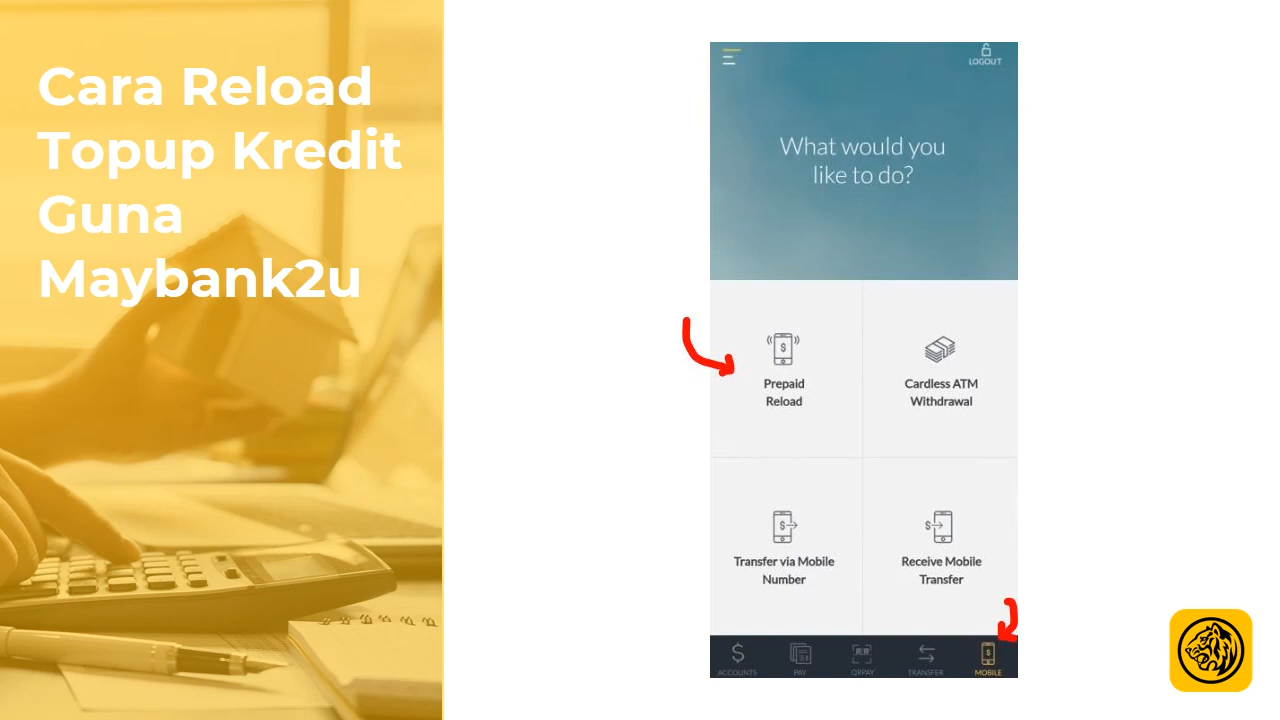 Cara Reload
Topup Kredit
Guna
Maybank2u
LOGOUT
What would you
like to do?
Prepaid
Reload
Cardless ATM
Withdrawal
Transfer via Mobile
Number
Receive Mobile
Transfer
ACCOUNTS
PAY
QRPAY
TRANSFER
MOBILE